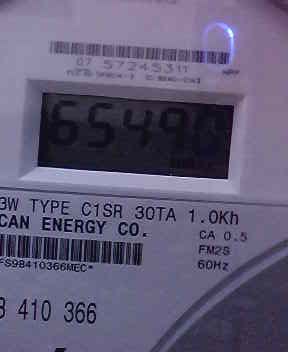 07 57245311
65490
3W TYPE C1SR 30TA 1.0Kh
CAN ENERGY CO.
CA 0.5
FM2S
60Hz
FS98410366MEC*
8 410 366